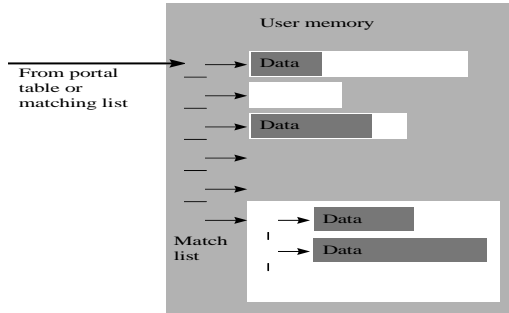 User memory
From portal
table or
matching list
Data
Data
Match
list
Data
Data